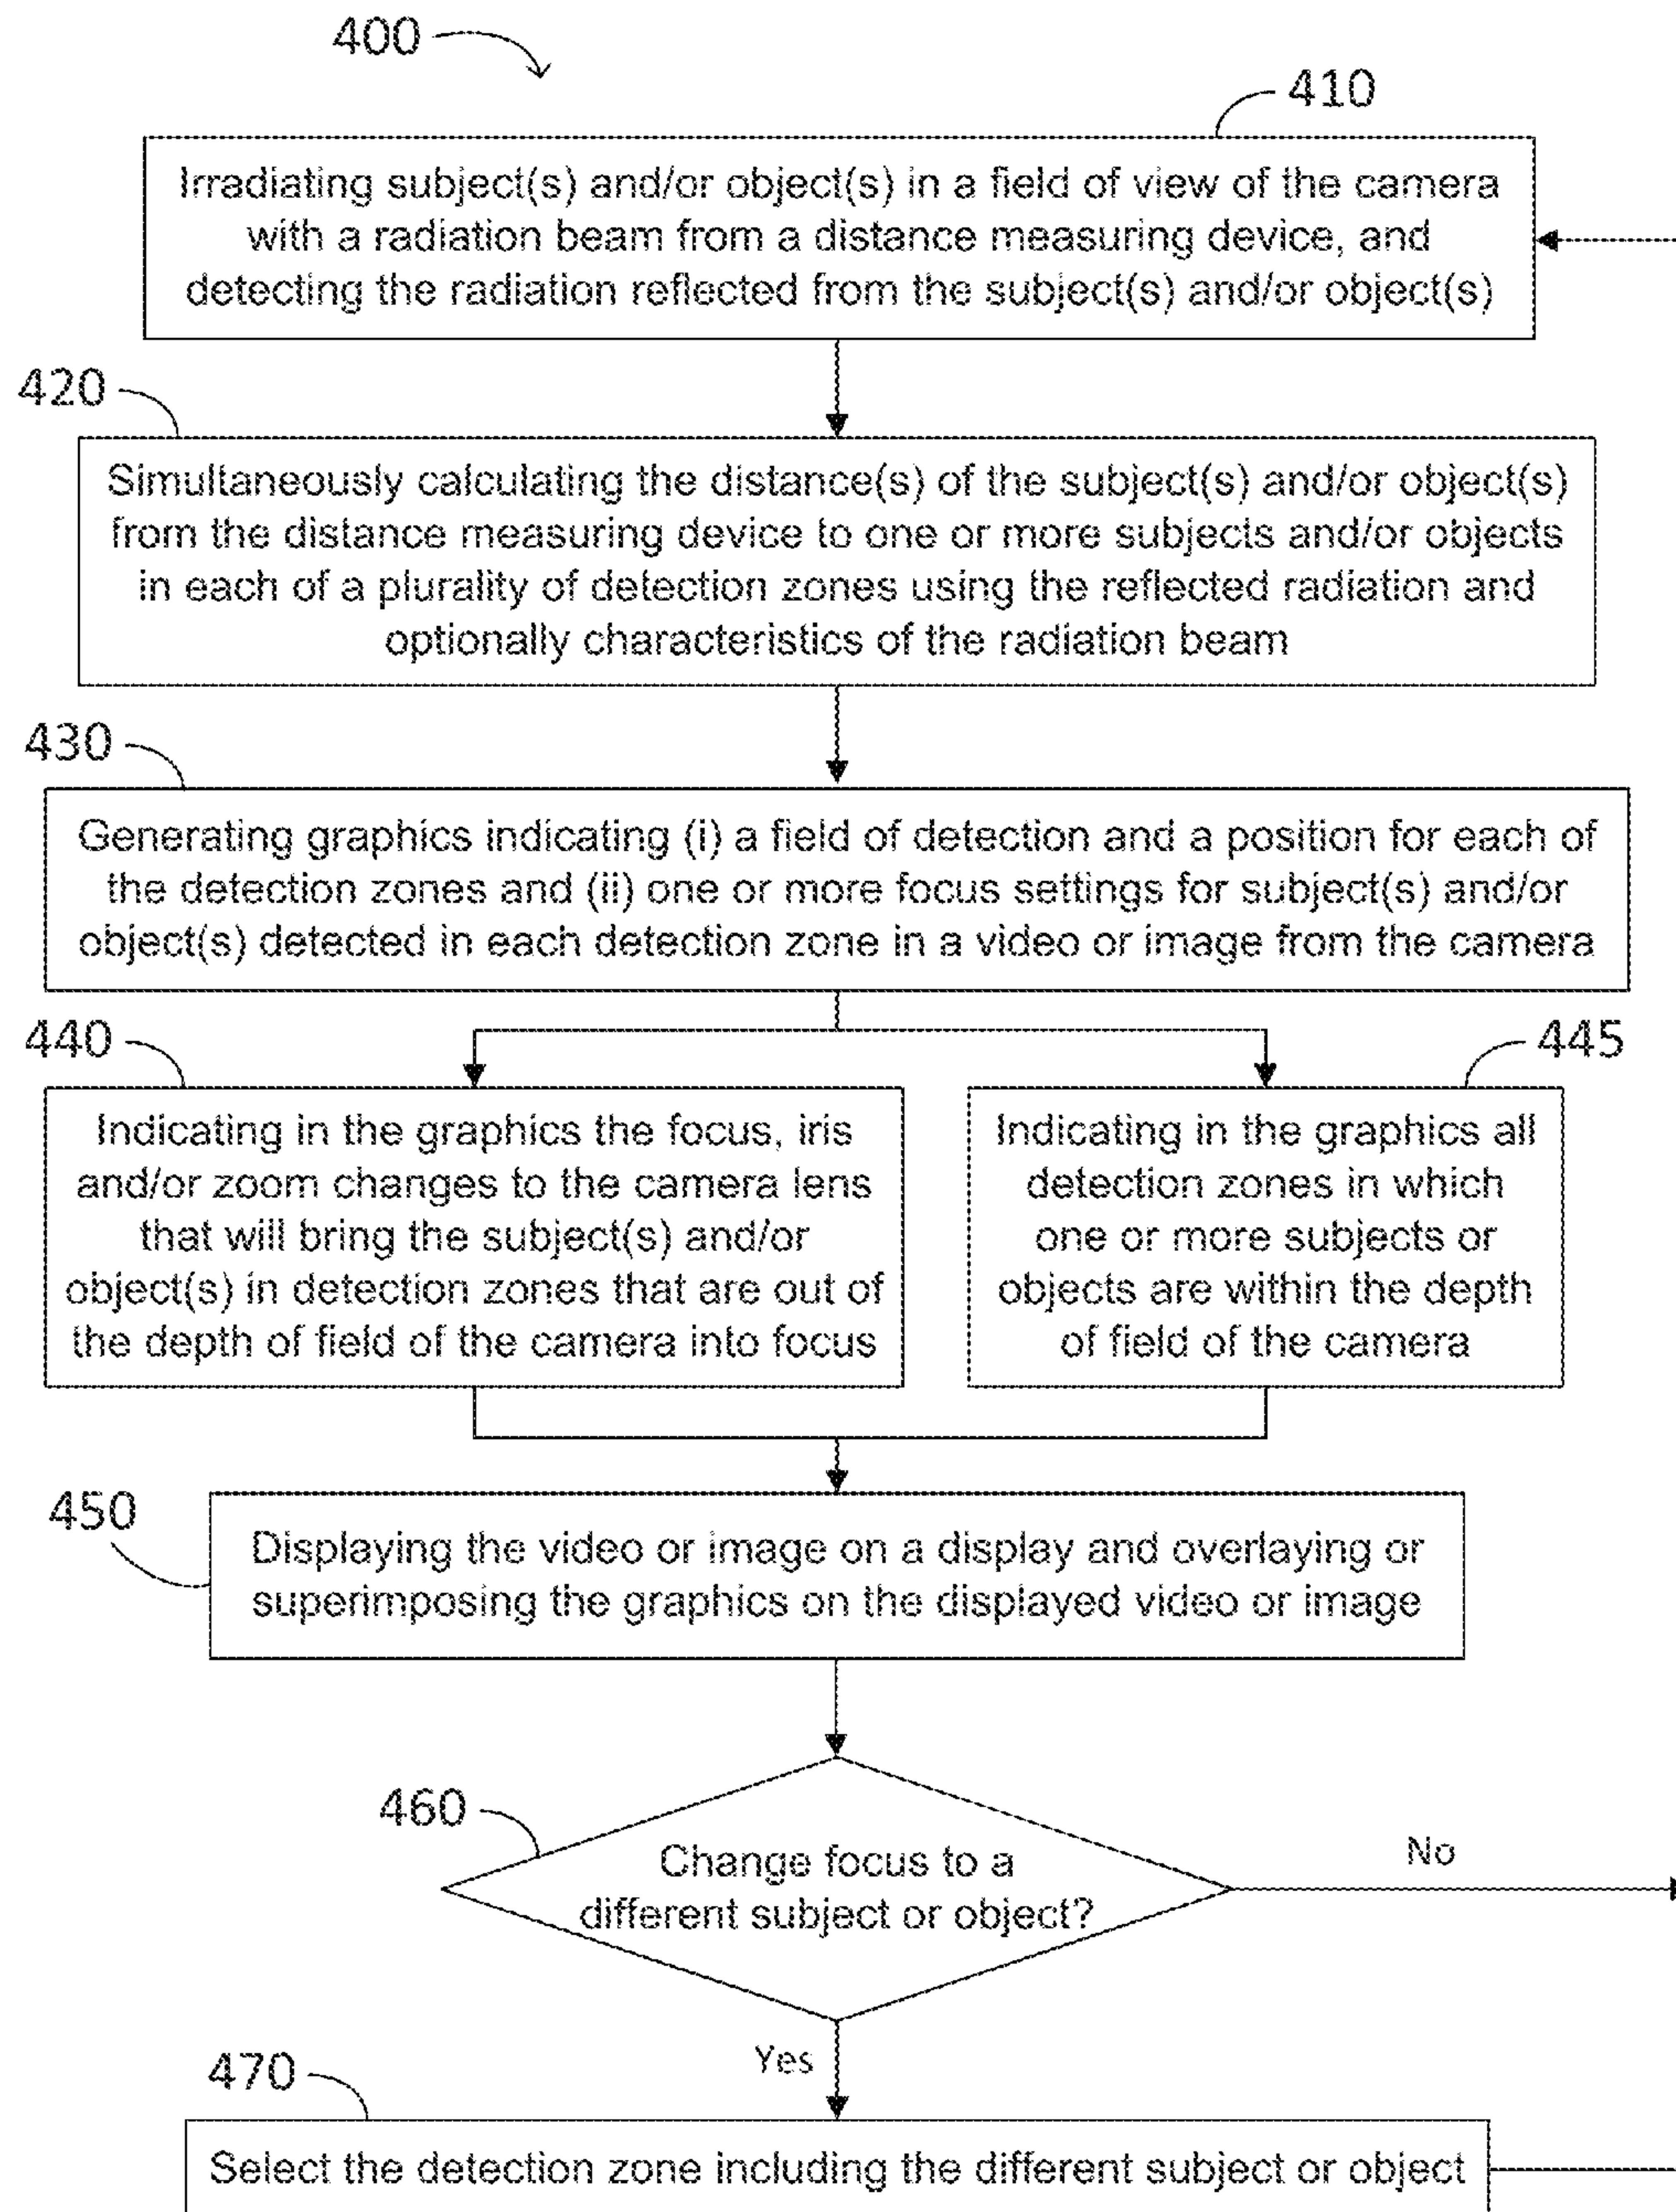 400
410
Irradiating subject(s) and/or object(s) in a field of view of the camera
with a radiation beam from a distance measuring device, and
detecting the radiation reflected from the subject(s) and/or object(s)
420
Simultaneously calculating the distance(s) of the subject(s) and/or object(s)
from the distance measuring device to one or more subjects and/or objects
in each of a plurality of detection zones using the reflected radiation and
optionally characteristics of the radiation beam
430
Generating graphics indicating (i) a field of detection and a position for each of
the detection zones and (ii) one or more focus settings for subject(s) and/or
object(s) detected in each detection zone in a video or image from the camera
440
Indicating in the graphics the focus, iris
and/or zoom changes to the camera lens
that will bring the subject(s) and/or
object(s) in detection zones that are out of
the depth of field of the camera into focus
445
Indicating in the graphics all
detection zones in which
one or more subjects or
objects are within the depth
of field of the camera
450
Displaying the video or image on a display and overlaying or
superimposing the graphics on the displayed video or image
460
Change focus to a
different subject or object?
No
Yes
470
Select the detection zone including the different subject or object